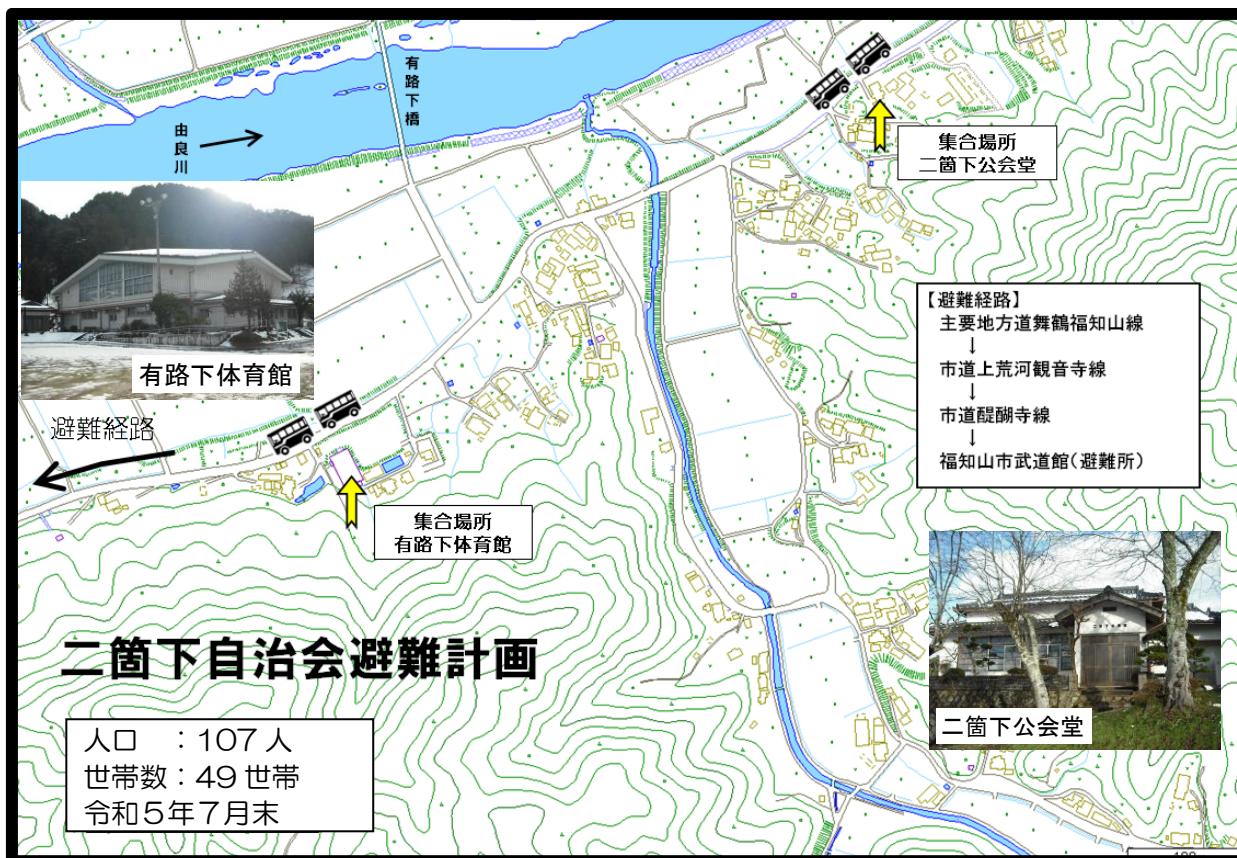 有路下橋
由良川
集合場所
二箇下公会堂
有路下体育館
【避難経路】
主要地方道舞鶴福知山線
↓
市道上荒河観音寺線
↓
市道醍醐寺線
↓
福知山市武道館(避難所)
避難経路
集合場所
有路下体育館
二箇下自治会避難計画
二箇下公会堂
人口 :107人
世帯数:49世帯
令和5年7月末